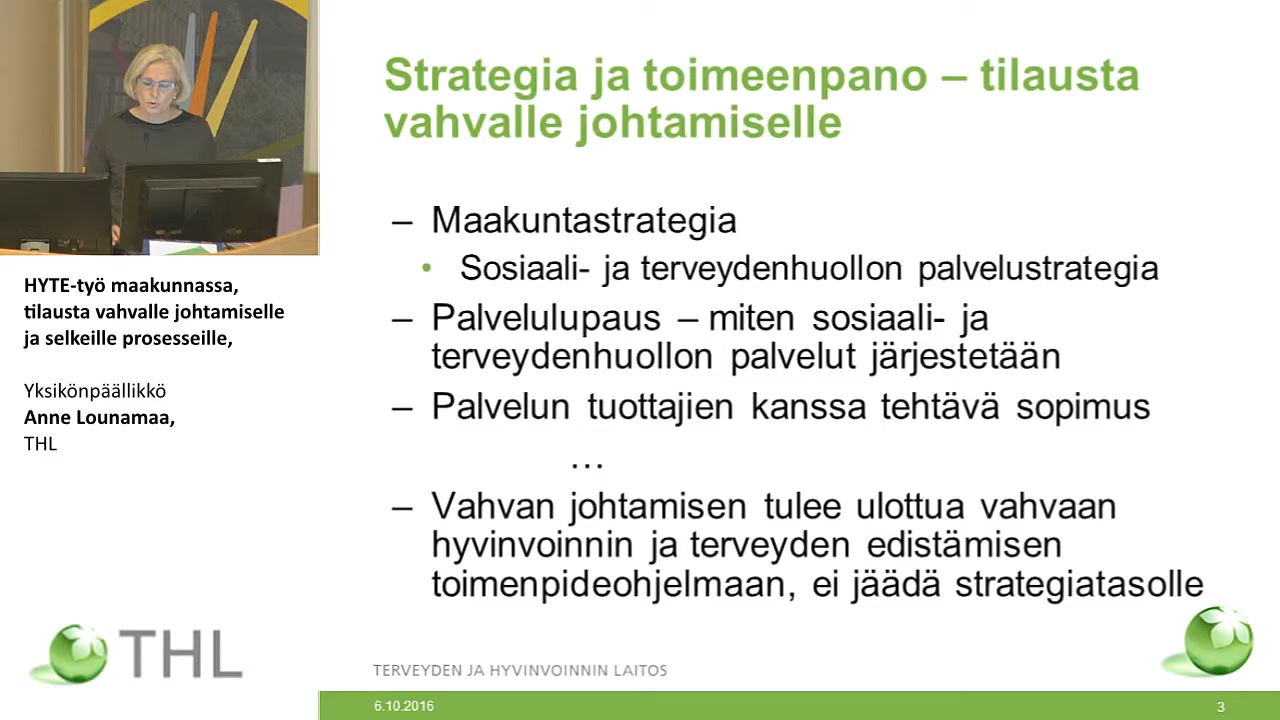 Strategia ja toimeenpano – tilausta
vahvalle johtamiselle
– Maakuntastrategia
• Sosiaali- ja terveydenhuollon palvelustrategia
– Palvelulupaus – miten sosiaali- ja
terveydenhuollon palvelut järjestetään
– Palvelun tuottajien kanssa tehtävä sopimus
…
– Vahvan johtamisen tulee ulottua vahvaan
hyvinvoinnin ja terveyden edistämisen
toimenpideohjelmaan, ei jäädä strategiatasolle
HYTE-työ maakunnassa,
tilausta vahvalle johtamiselle
ja selkeille prosesseille,
Yksikönpäällikkö
Anne Lounamaa,
THL
THL
TERVEYDEN JA HYVINVOINNIN LAITOS
6.10.2016
3